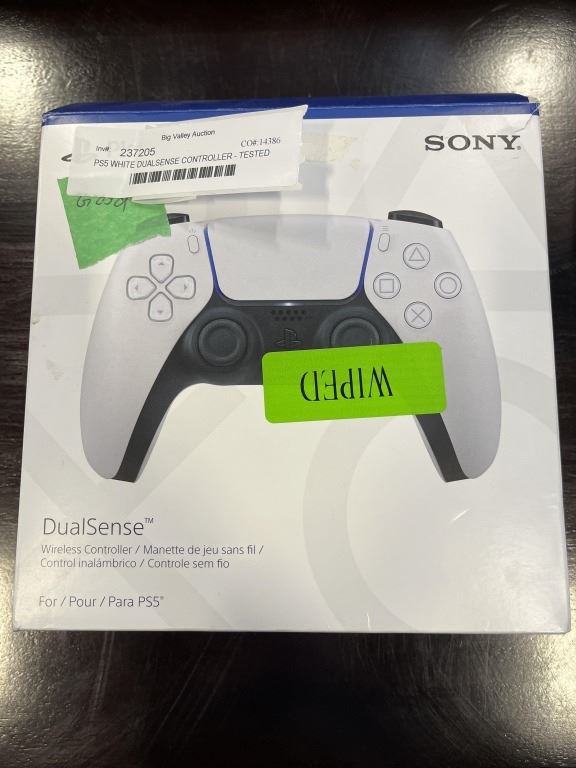 Big Valley Auction
Inv#: 237205 CO#:14386
PS5 WHITE DUALSENSE CONTROLLER - TESTED
SONY
WIPED
DualSense™
Wireless Controller / Manette de jeu sans fil /
Control inalámbrico / Controle sem fio
For / Pour / Para PS5®